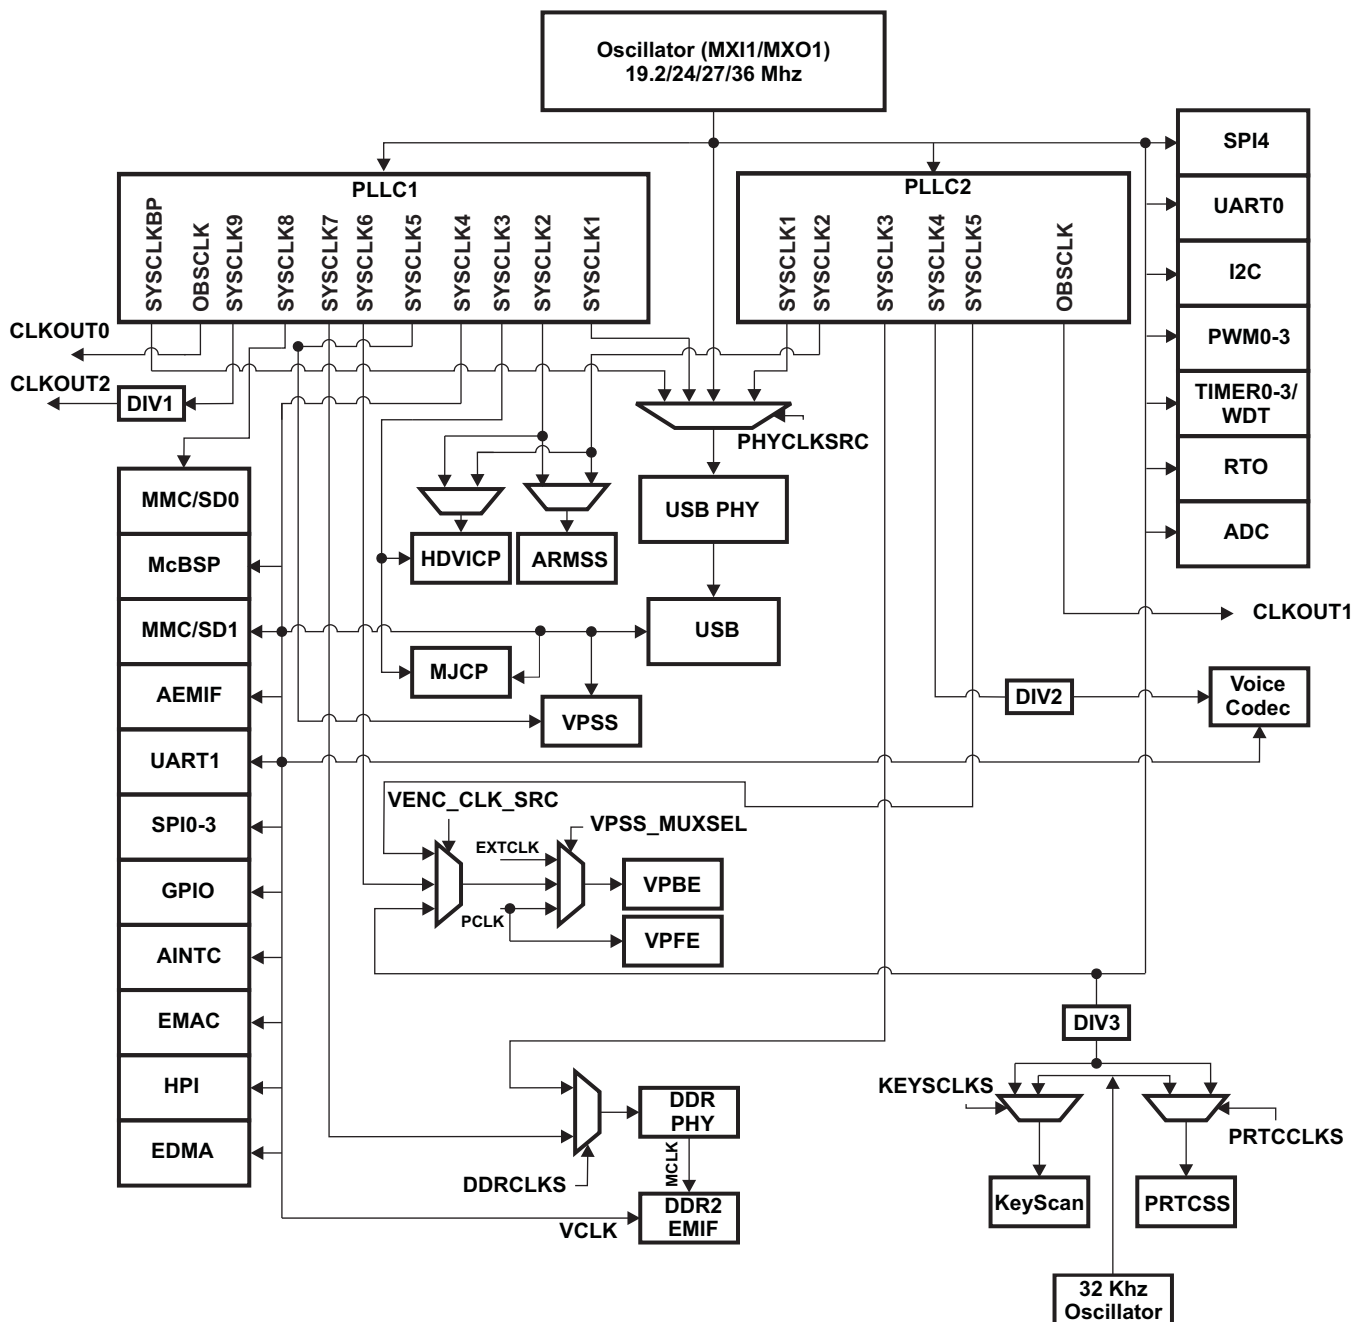 Oscillator (MXI1/MXO1)
19.2/24/27/36 Mhz
PLLC1
SYSCLKBP
OBSCLK
SYSCLK9
SYSCLK8
SYSCLK7
SYSCLK6
SYSCLK5
SYSCLK4
SYSCLK3
SYSCLK2
SYSCLK1
PLLC2
SYSCLK1
SYSCLK2
SYSCLK3
SYSCLK4
SYSCLK5
OBSCLK
SPI4
UART0
I2C
PWM0-3
TIMER0-3/
WDT
RTO
ADC
CLKOUT0
CLKOUT2
DIV1
PHYCLKSRC
MMC/SD0
McBSP
MMC/SD1
AEMIF
UART1
SPI0-3
GPIO
AINTC
EMAC
HPI
EDMA
HDVICP
ARMSS
USB PHY
USB
MJCP
VPSS
CLKOUT1
DIV2
Voice
Codec
VENC_CLK_SRC
VPSS_MUXSEL
EXTCLK
PCLK
VPBE
VPFE
DIV3
KEYSCLKS
PRTCCLKS
DDR
PHY
MCLK
DDRCLKS
DDR2
EMIF
VCLK
KeyScan
PRTCSS
32 Khz
Oscillator